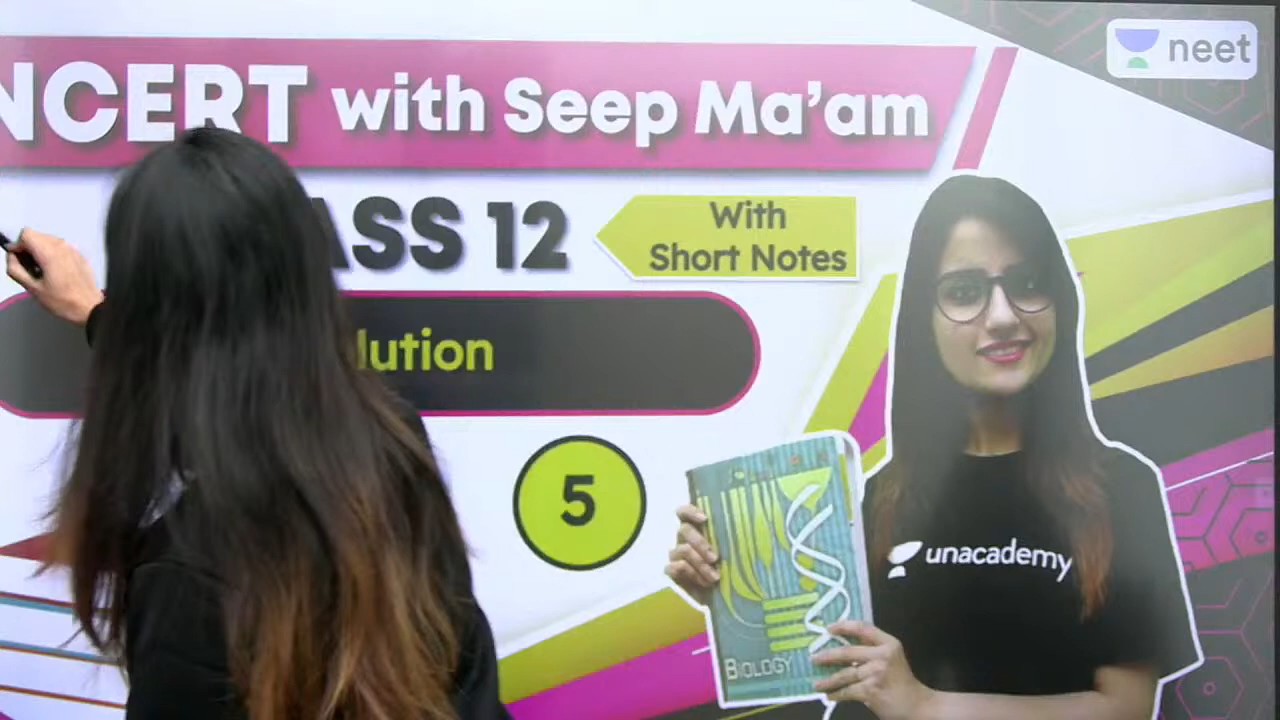 neet
NCERT with Seep Ma'am
ASS 12
With
Short Notes
lution
5
unacademy
BIOLOGY